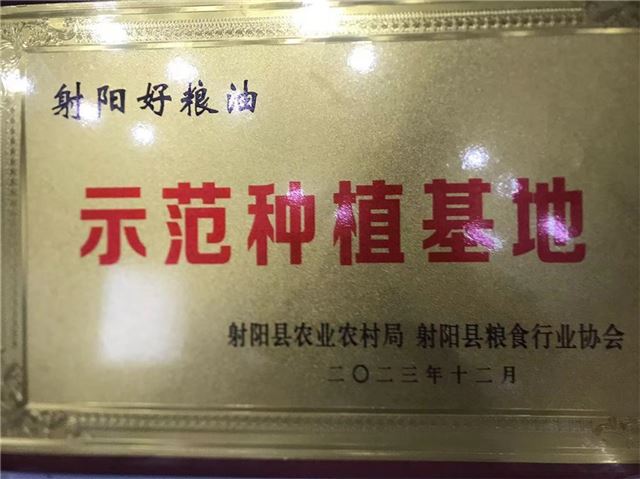 射阳好粮油
示范种植基地
射阳县农业农村局 射阳县粮食行业协会
二〇二三年十二月